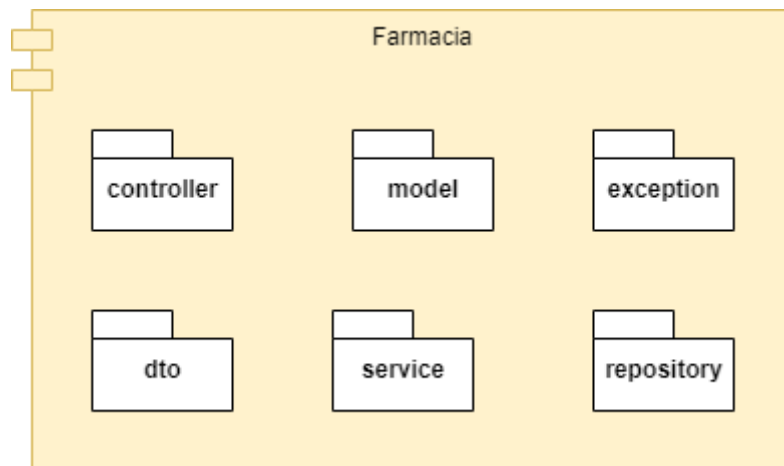 Farmacia
controller
model
exception
dto
service
repository